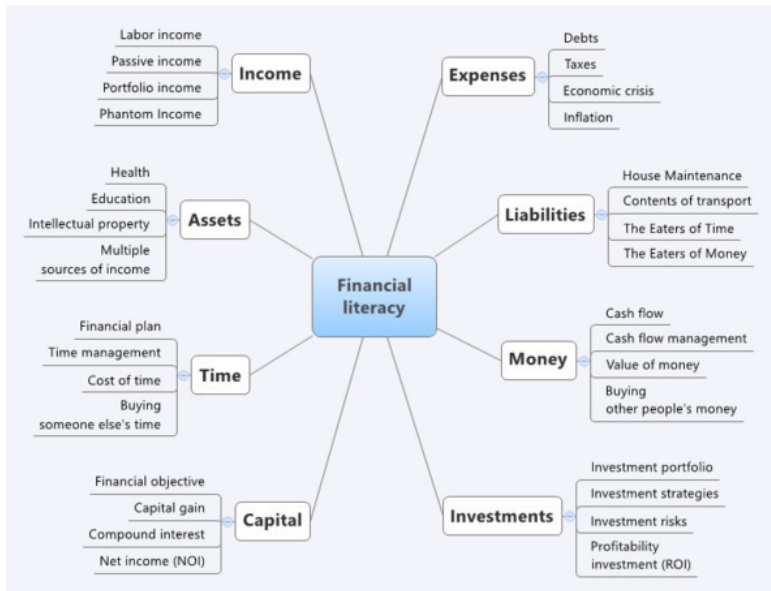 Financial
literacy
Income
Labor income
Passive income
Portfolio income
Phantom Income
Assets
Health
Education
Intellectual property
Multiple
sources of income
Time
Financial plan
Time management
Cost of time
Buying
someone else's time
Capital
Financial objective
Capital gain
Compound interest
Net income (NOI)
Expenses
Debts
Taxes
Economic crisis
Inflation
Liabilities
House Maintenance
Contents of transport
The Eaters of Time
The Eaters of Money
Money
Cash flow
Cash flow management
Value of money
Buying
other people's money
Investments
Investment portfolio
Investment strategies
Investment risks
Profitability
investment (ROI)